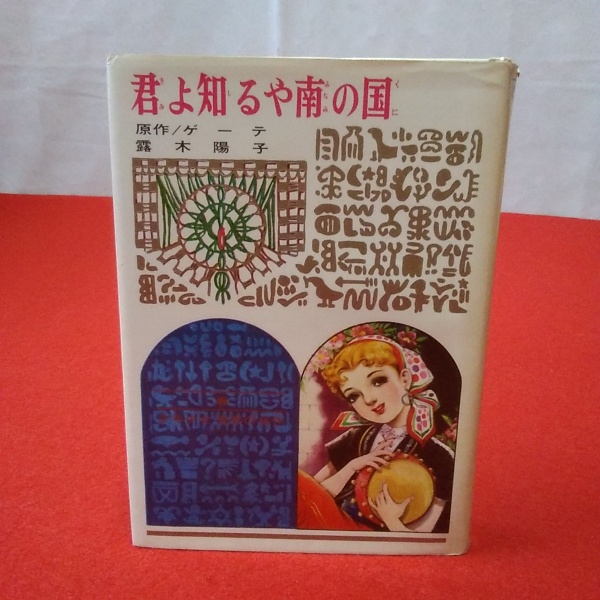 君よ知るや南の国
原作/ゲーテ
露木陽子